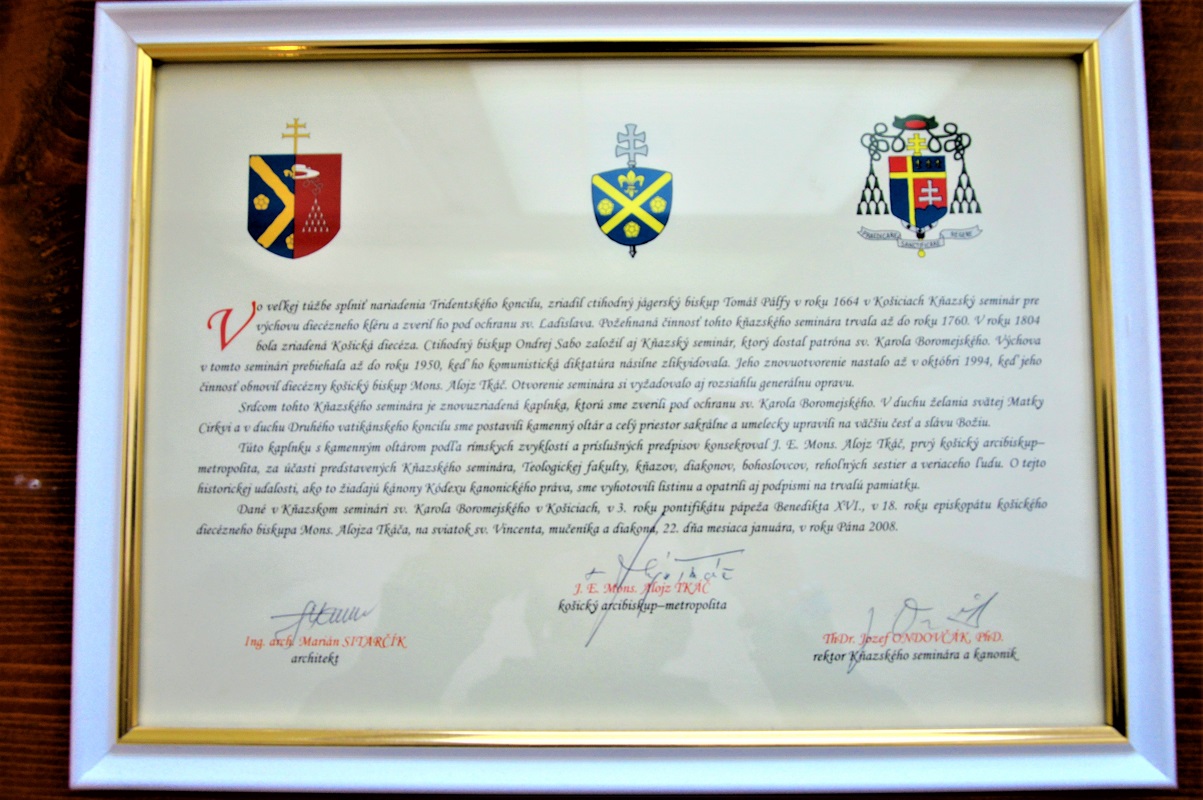 PRAEDICARE SANCTIFICARE REGERE
Vo veľkej túžbe splniť nariadenia Tridentského koncilu, zriadil ctihodný jágerský biskup Tomáš Pálfy v roku 1664 v Košiciach Kňazský seminár pre
výchovu diecézneho kléru a zveril ho pod ochranu sv. Ladislava. Požehnaná činnosť tohto kňazského seminára trvala až do roku 1760. V roku 1804
bola zriadená Košická diecéza. Ctihodný biskup Ondrej Sabo založil aj Kňazský seminár, ktorý dostal patróna sv. Karola Boromejského. Výchova
v tomto seminári prebiehala až do roku 1950, keď ho komunistická diktatúra násilne zlikvidovala. Jeho znovuotvorenie nastalo až v októbri 1994, keď jeho
činnosť obnovil diecézny košický biskup Mons. Alojz Tkáč. Otvorenie seminára si vyžadovalo aj rozsiahlu generálnu opravu.
Srdcom tohto Kňazského seminára je znovuzriadená kaplnka, ktorú sme zverili pod ochranu sv. Karola Boromejského. V duchu želania svätej Matky
Cirkvi a v duchu Druhého vatikánskeho koncilu sme postavili kamenný oltár a celý priestor sakrálne a umelecky upravili na väčšiu česť a slávu Božiu.
Túto kaplnku s kamenným oltárom podľa rímskych zvyklostí a príslušných predpisov konsekroval J. E. Mons. Alojz Tkáč, prvý košický arcibiskup–
metropolita, za účasti predstavených Kňazského seminára, Teologickej fakulty, kňazov, diakonov, bohoslovcov, rehoľných sestier a veriaceho ľudu. O tejto
historickej udalosti, ako to žiadajú kánony Kódexu kanonického práva, sme vyhotovili listinu a opatrili aj podpismi na trvalú pamiatku.
Dané v Kňazskom seminári sv. Karola Boromejského v Košiciach, v 3. roku pontifikátu pápeža Benedikta XVI., v 18. roku episkopátu košického
diecézneho biskupa Mons. Alojza Tkáča, na sviatok sv. Vincenta, mučeníka a diakona, 22. dňa mesiaca januára, v roku Pána 2008.
J. E. Mons. Alojz TKÁČ
košický arcibiskup–metropolita
Ing. arch. Marián SITARČÍK
architekt
ThDr. Jozef ONDOVČÁK, PhD.
rektor Kňazského seminára a kanonik